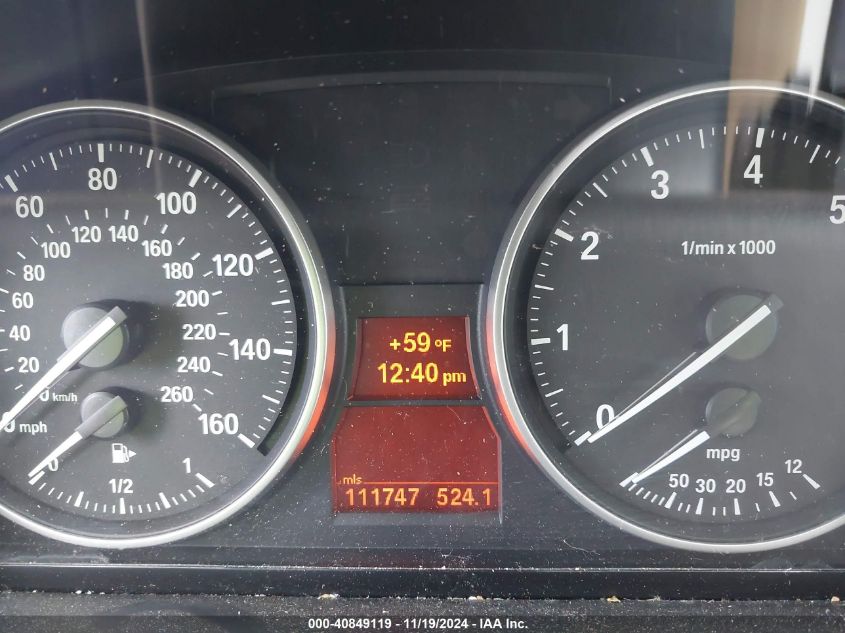 60 80 100 120 140 160
20 40 60 80 100 120 140 160 180 200 220 240 260
0 km/h
0 mph
0 1/2 1
+59 °F
12:40 pm
mls
111747 524.1
0 1 2 3 4 5
1/min x 1000
mpg
50 30 20 15 12
000-40849119 - 11/19/2024 - IAA Inc.